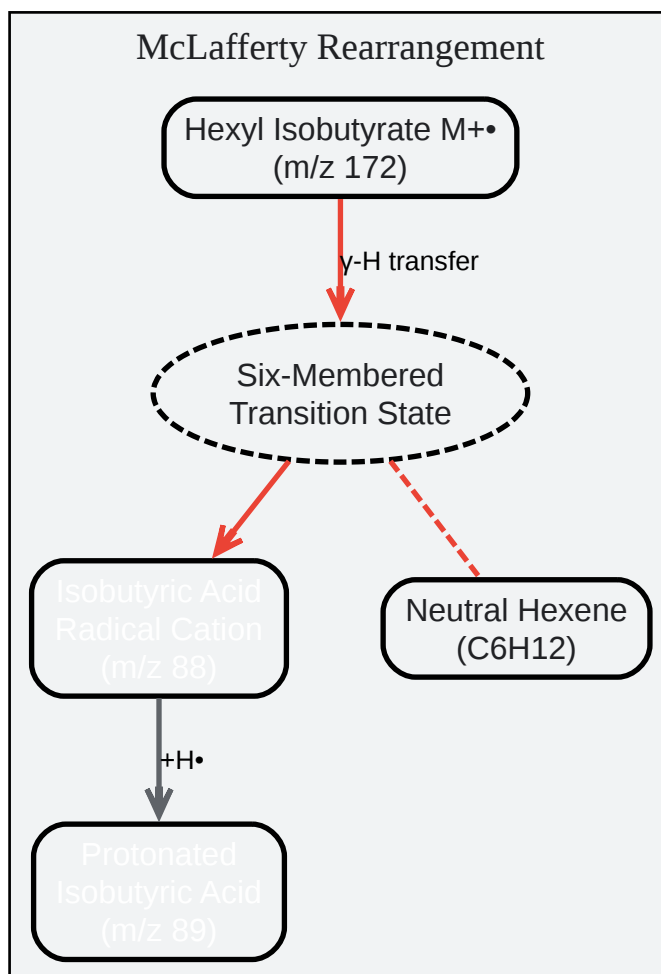 McLafferty Rearrangement
Hexyl Isobutyrate M+•
(m/z 172)
γ-H transfer
Six-Membered
Transition State
Isobutyric Acid
Radical Cation
(m/z 88)
Neutral Hexene
(C6H12)
+H•
Protonated
Isobutyric Acid
(m/z 89)